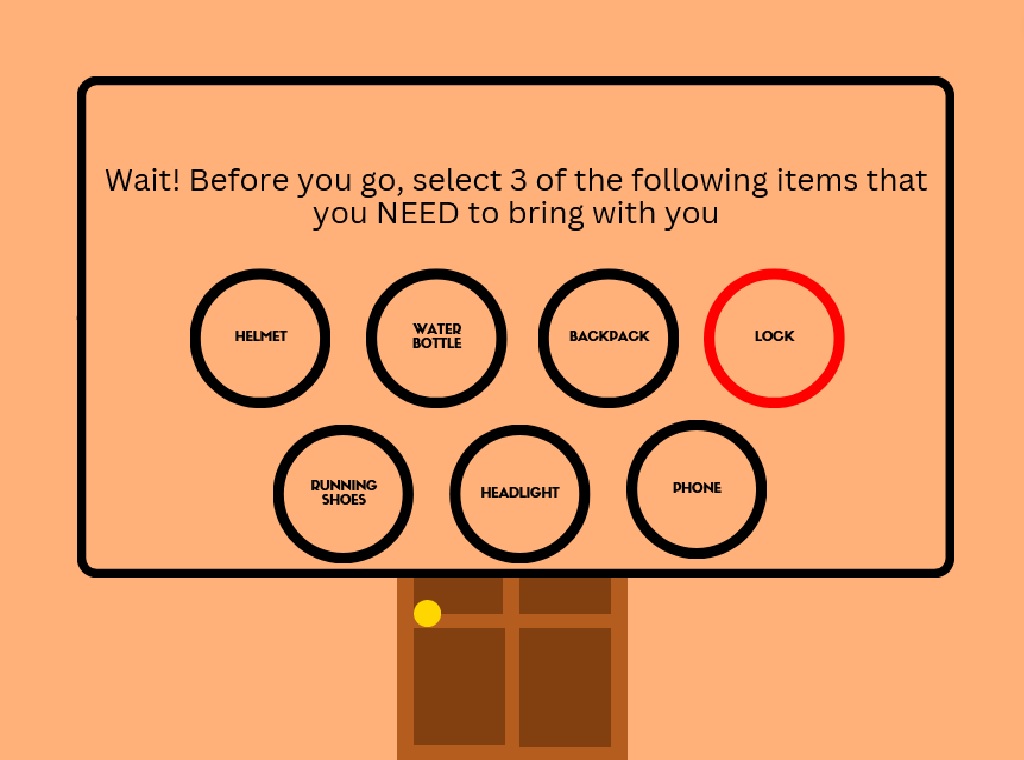 Wait! Before you go, select 3 of the following items that
you NEED to bring with you
HELMET
WATER
BOTTLE
BACKPACK
LOCK
RUNNING
SHOES
HEADLIGHT
PHONE